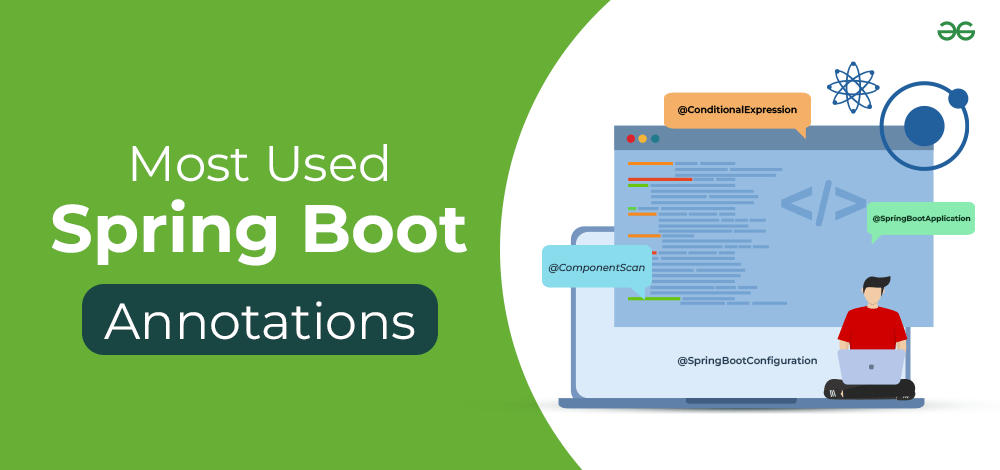 Most Used
Spring Boot
Annotations
@ConditionalExpression
</>
@SpringBootApplication
@ComponentScan
@SpringBootConfiguration